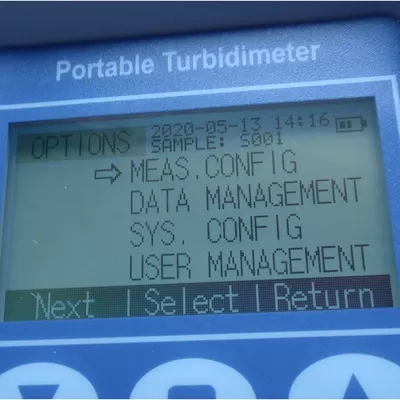 Portable Turbidimeter
OPTIONS 2020-05-13 14:16
SAMPLE: S001
MEAS.CONFIG
DATA MANAGEMENT
SYS. CONFIG
USER MANAGEMENT
Next | Select | Return